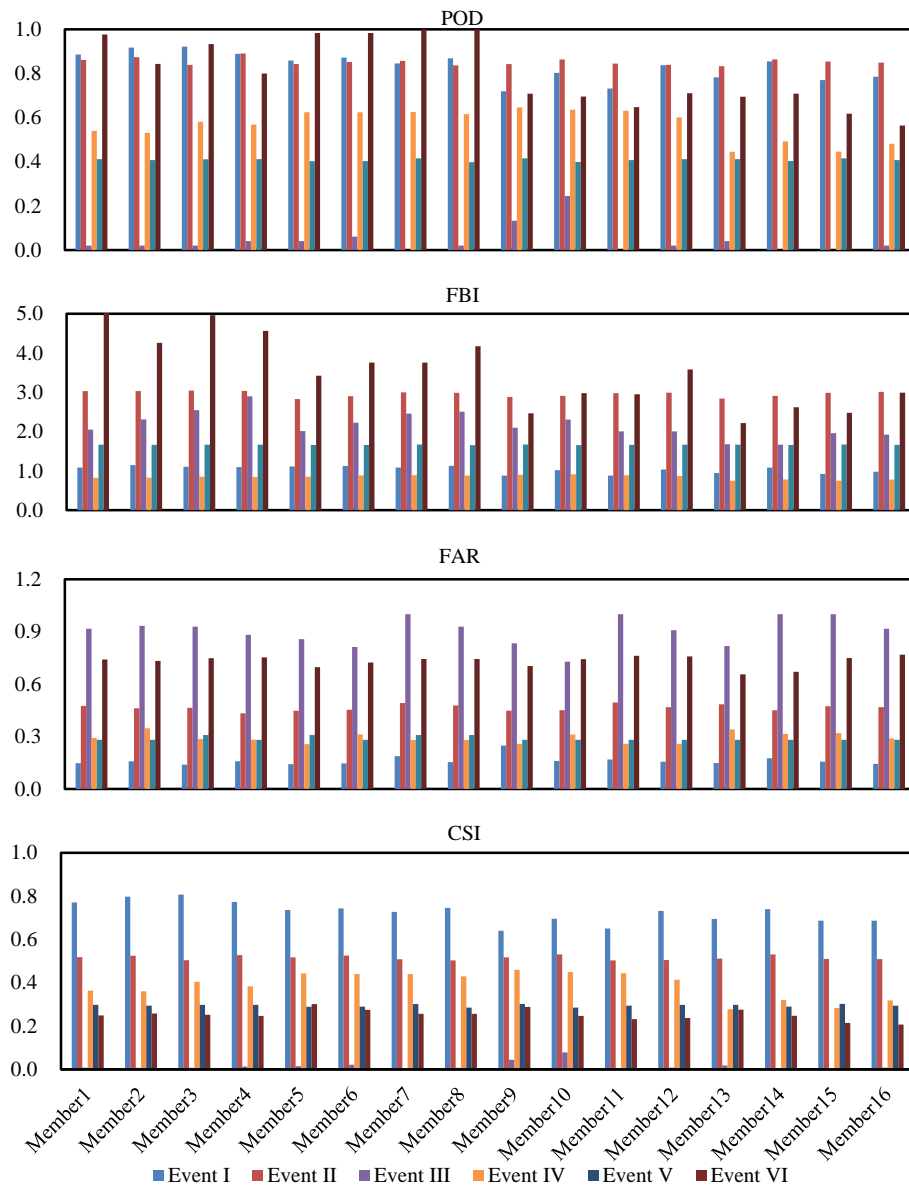 POD
1.0
0.8
0.6
0.4
0.2
0.0
FBI
5.0
4.0
3.0
2.0
1.0
0.0
FAR
1.2
0.9
0.6
0.3
0.0
CSI
1.0
0.8
0.6
0.4
0.2
0.0
Member1
Member2
Member3
Member4
Member5
Member6
Member7
Member8
Member9
Member10
Member11
Member12
Member13
Member14
Member15
Member16
Event I Event II Event III Event IV Event V Event VI